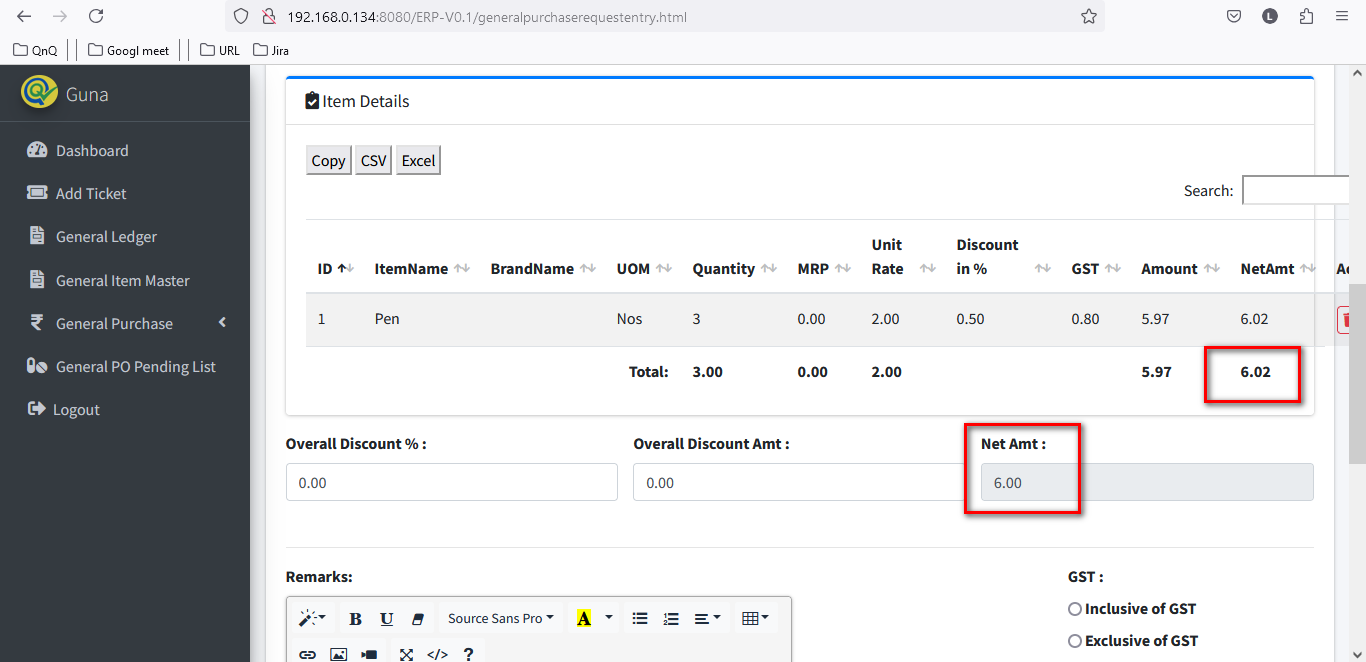 192.168.0.134:8080/ERP-V0.1/generalpurchaserequestentry.html
L
QnQ
Googl meet
URL
Jira
Guna
Dashboard
Add Ticket
General Ledger
General Item Master
General Purchase
General PO Pending List
Logout
Item Details
Copy CSV Excel
Search:
ID ItemName BrandName UOM Quantity MRP Unit Rate Discount in % GST Amount NetAmt
1 Pen Nos 3 0.00 2.00 0.50 0.80 5.97 6.02
Total: 3.00 0.00 2.00 5.97 6.02
Overall Discount % : Overall Discount Amt : Net Amt :
0.00 0.00 6.00
Remarks:
GST :
B U Source Sans Pro A
</> ?
Inclusive of GST
Exclusive of GST